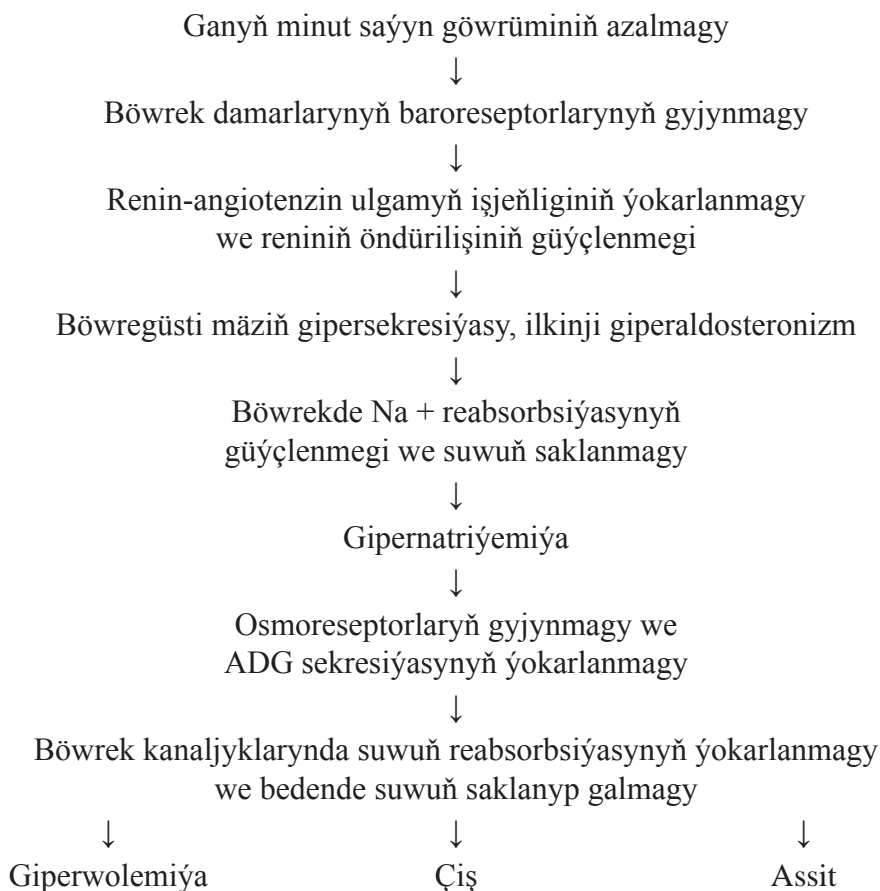 Ganyň minut saýyn göwrüminiň azalmagy
↓
Böwrek damarlarynyň baroreseptorlarynyň gyjynmagy
↓
Renin-angiotenzin ulgamyň işjeňliginiň ýokarlanmagy
we reniniň öndürilişiniň güýçlenmegi
↓
Böwregüsti mäziň gipersekresiýasy, ilkinji giperaldosteronizm
↓
Böwrekde Na + reabsorbsiýasynyň
güýçlenmegi we suwuň saklanmagy
↓
Gipernatriýemiýa
↓
Osmoreseptorlaryň gyjynmagy we
ADG sekresiýasynyň ýokarlanmagy
↓
Böwrek kanaljyklarynda suwuň reabsorbsiýasynyň ýokarlanmagy
we bedende suwuň saklanyp galmagy
↓ ↓ ↓
Giperwolemiýa Çiş Assit